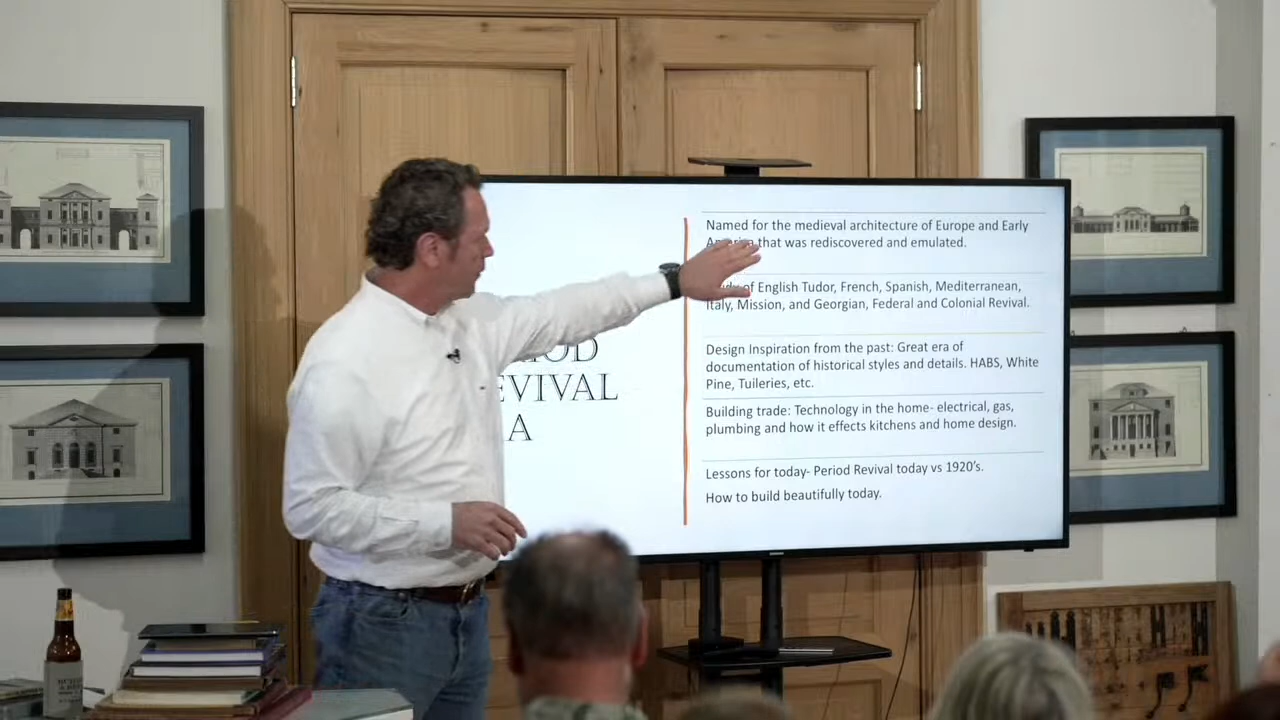 EVIVAL
A
Named for the medieval architecture of Europe and Early
that was rediscovered and emulated.
of English Tudor, French, Spanish, Mediterranean,
Italy, Mission, and Georgian, Federal and Colonial Revival.
Design Inspiration from the past: Great era of
documentation of historical styles and details. HABS, White
Pine, Tuileries, etc.
Building trade: Technology in the home- electrical, gas,
plumbing and how it effects kitchens and home design.
Lessons for today- Period Revival today vs 1920's.
How to build beautifully today.